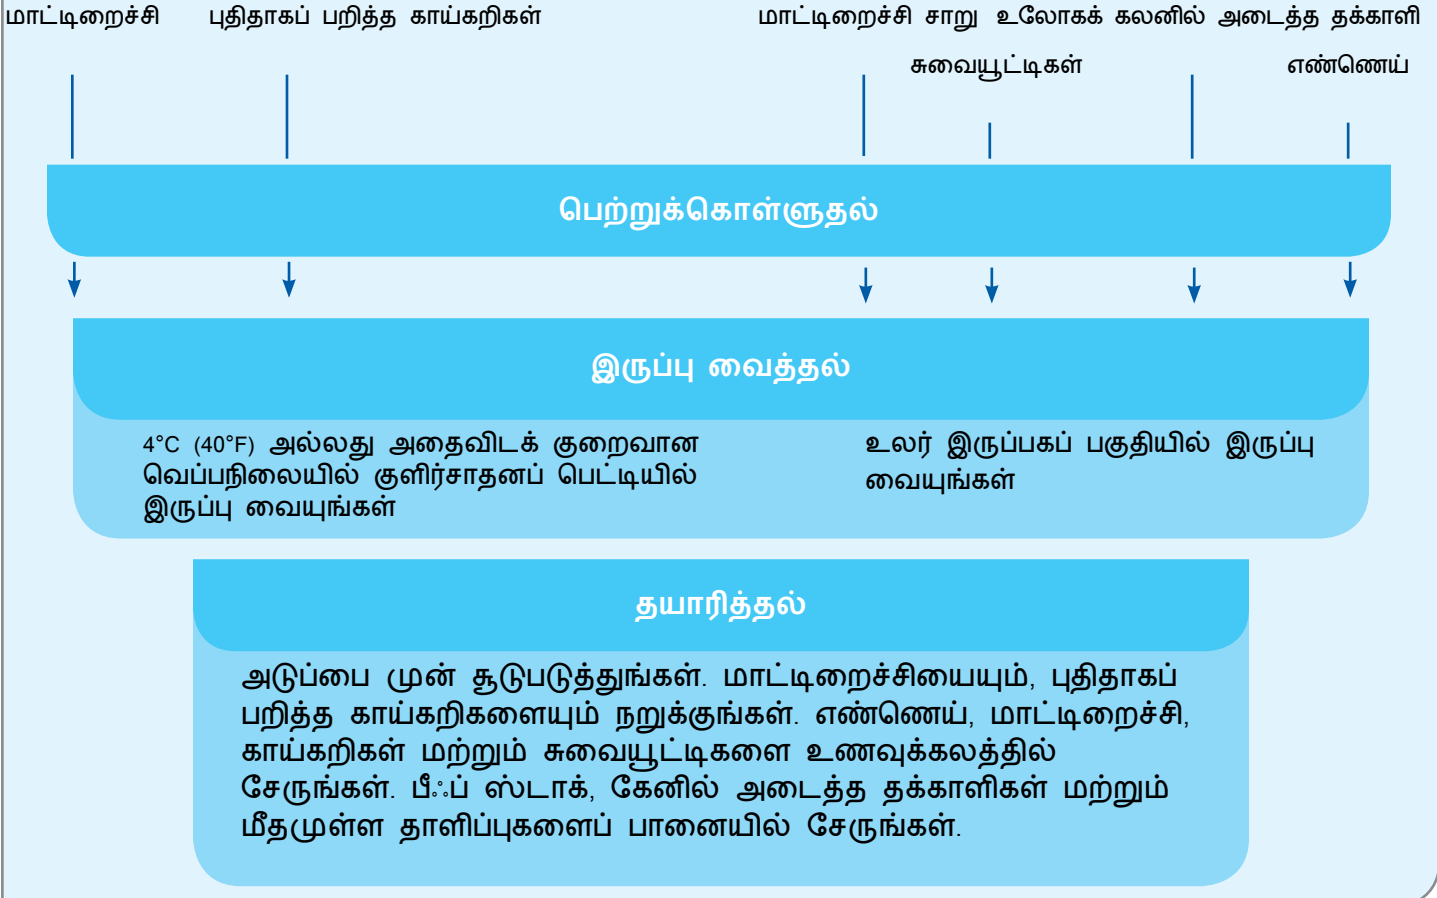 மாட்டிறைச்சி புதிதாகப் பறித்த காய்கறிகள் மாட்டிறைச்சி சாறு உலோகக் கலனில் அடைத்த தக்காளி
சுவையூட்டிகள் எண்ணெய்
பெற்றுக்கொள்ளுதல்
இருப்பு வைத்தல்
4°C (40°F) அல்லது அதைவிடக் குறைவான
வெப்பநிலையில் குளிர்சாதனப் பெட்டியில்
இருப்பு வையுங்கள்
உலர் இருப்பகப் பகுதியில் இருப்பு
வையுங்கள்
தயாரித்தல்
அடுப்பை முன் சூடுபடுத்துங்கள். மாட்டிறைச்சியையும், புதிதாகப்
பறித்த காய்கறிகளையும் நறுக்குங்கள். எண்ணெய், மாட்டிறைச்சி,
காய்கறிகள் மற்றும் சுவையூட்டிகளை உணவுக்கலத்தில்
சேருங்கள். பீஃப் ஸ்டாக், கேனில் அடைத்த தக்காளிகள் மற்றும்
மீதமுள்ள தாளிப்புகளைப் பானையில் சேருங்கள்.